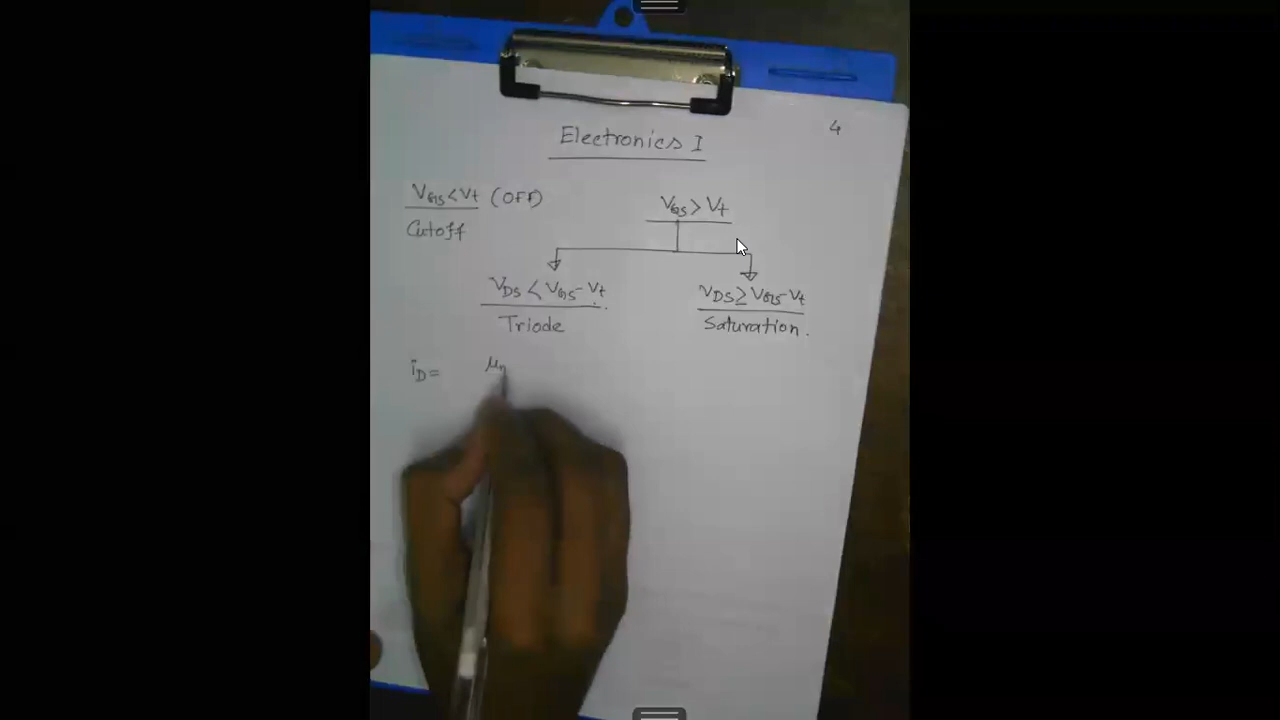 4
Electronics I
VGS < Vt (OFF)
Cutoff
VGS > Vt
VDS < VGS - Vt
Triode
VDS ≥ VGS - Vt
Saturation.
iD = μn